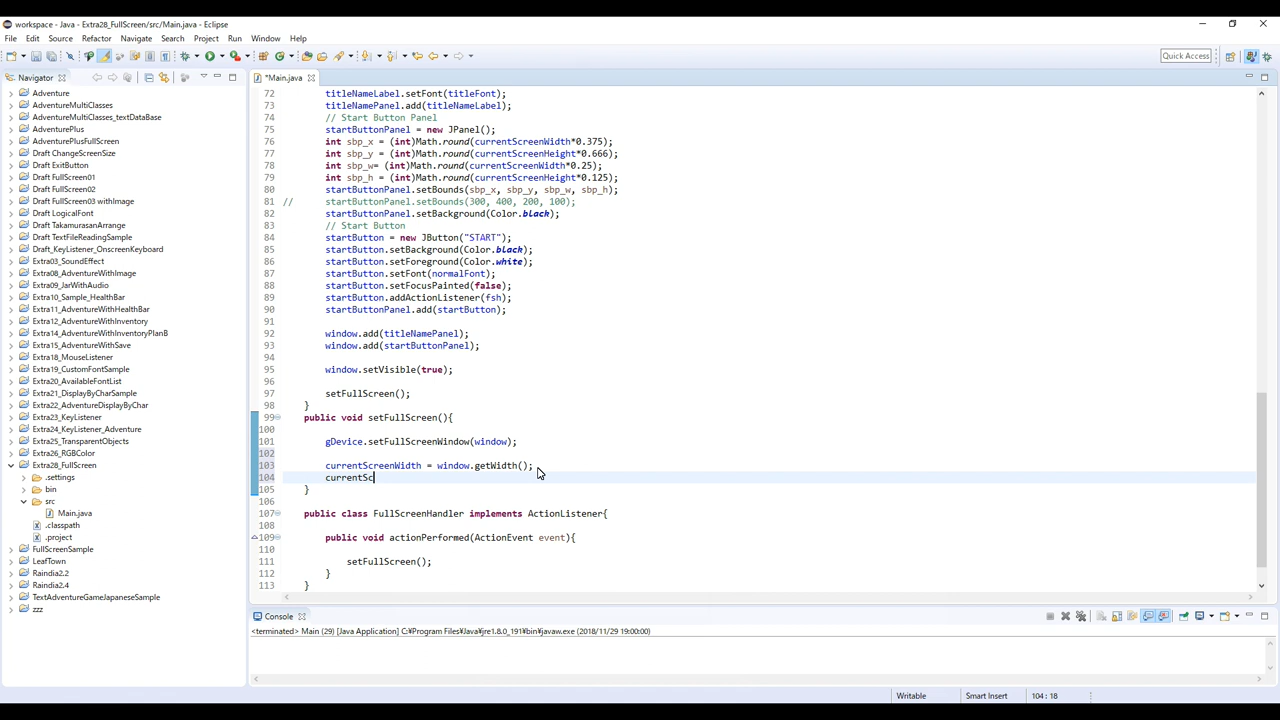 workspace - Java - Extra28_FullScreen/src/Main.java - Eclipse
File Edit Source Refactor Navigate Search Project Run Window Help
Quick Access
Navigator
*Main.java
Adventure
AdventureMultiClasses
AdventureMultiClasses_textDataBase
AdventurePlus
AdventurePlusFullScreen
Draft ChangeScreenSize
Draft ExitButton
Draft FullScreen01
Draft FullScreen02
Draft FullScreen03 withImage
Draft LogicalFont
Draft TakamurasanArrange
Draft TextFileReadingSample
Draft_KeyListener_OnscreenKeyboard
Extra03_SoundEffect
Extra08_AdventureWithImage
Extra09_JarWithAudio
Extra10_Sample_HealthBar
Extra11_AdventureWithHealthBar
Extra12_AdventureWithInventory
Extra14_AdventureWithInventoryPlanB
Extra15_AdventureWithSave
Extra18_MouseListener
Extra19_CustomFontSample
Extra20_AvailableFontList
Extra21_DisplayByCharSample
Extra22_AdventureDisplayByChar
Extra23_KeyListener
Extra24_KeyListener_Adventure
Extra25_TransparentObjects
Extra26_RGBColor
Extra28_FullScreen
.settings
bin
src
Main.java
.classpath
.project
FullScreenSample
LeafTown
Raindia2.2
Raindia2.4
TextAdventureGameJapaneseSample
zzz
72 titleNameLabel.setFont(titleFont);
73 titleNamePanel.add(titleNameLabel);
74 // Start Button Panel
75 startButtonPanel = new JPanel();
76 int sbp_x = (int)Math.round(currentScreenWidth*0.375);
77 int sbp_y = (int)Math.round(currentScreenHeight*0.666);
78 int sbp_w= (int)Math.round(currentScreenWidth*0.25);
79 int sbp_h = (int)Math.round(currentScreenHeight*0.125);
80 startButtonPanel.setBounds(sbp_x, sbp_y, sbp_w, sbp_h);
81 // startButtonPanel.setBounds(300, 400, 200, 100);
82 startButtonPanel.setBackground(Color.black);
83 // Start Button
84 startButton = new JButton("START");
85 startButton.setBackground(Color.black);
86 startButton.setForeground(Color.white);
87 startButton.setFont(normalFont);
88 startButton.setFocusPainted(false);
89 startButton.addActionListener(fsh);
90 startButtonPanel.add(startButton);
91
92 window.add(titleNamePanel);
93 window.add(startButtonPanel);
94
95 window.setVisible(true);
96
97 setFullScreen();
98 }
99 public void setFullScreen(){
100
101 gDevice.setFullScreenWindow(window);
102
103 currentScreenWidth = window.getWidth();
104 currentSc
105 }
106
107 public class FullScreenHandler implements ActionListener{
108
109 public void actionPerformed(ActionEvent event){
110
111 setFullScreen();
112 }
113 }
Console
<terminated> Main (29) [Java Application] C:¥Program Files¥Java¥jre1.8.0_191¥bin¥javaw.exe (2018/11/29 19:00:00)
Writable Smart Insert 104 : 18